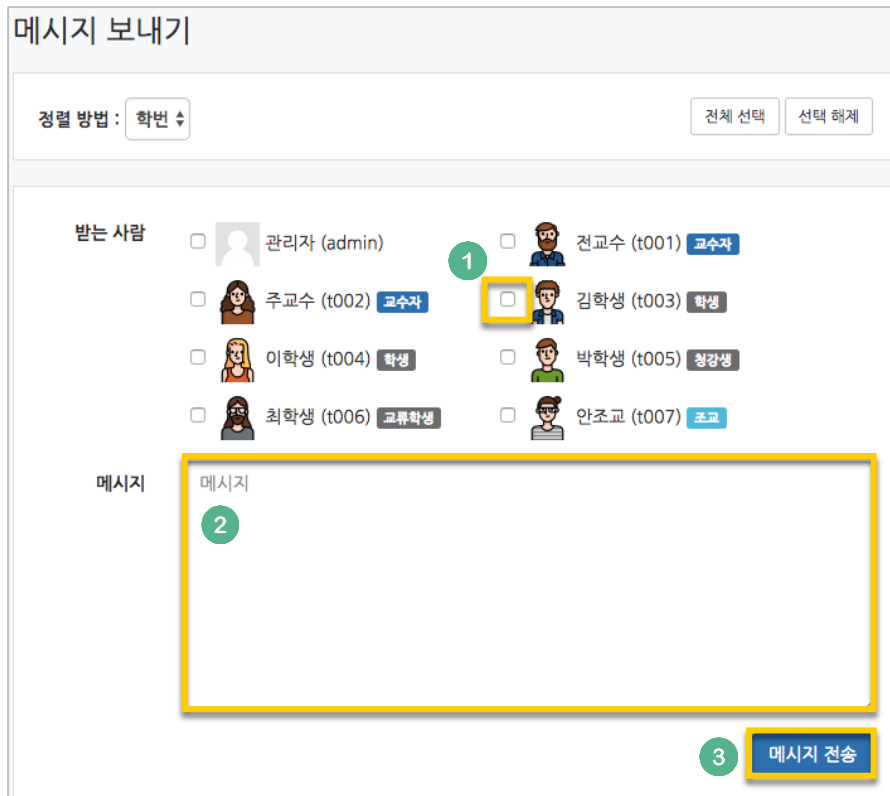 메시지 보내기
정렬 방법 : 학번 전체 선택 선택 해제
받는 사람 관리자 (admin) 전교수 (t001) 교수자
1
주교수 (t002) 교수자 김학생 (t003) 학생
이학생 (t004) 학생 박학생 (t005) 청강생
최학생 (t006) 교류학생 안조교 (t007) 조교
메시지 메시지
2
3 메시지 전송